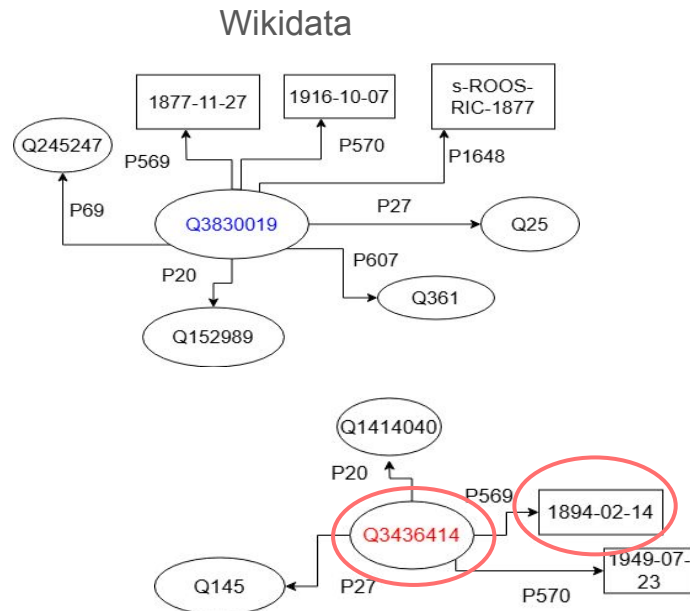 Wikidata
1877-11-27
1916-10-07
s-ROOS-
RIC-1877
Q245247
P569
P570
P1648
P69
Q3830019
P27
Q25
P20
P607
Q361
Q152989
Q1414040
P20
P569
1894-02-14
Q3436414
Q145
P27
P570
1949-07-
23